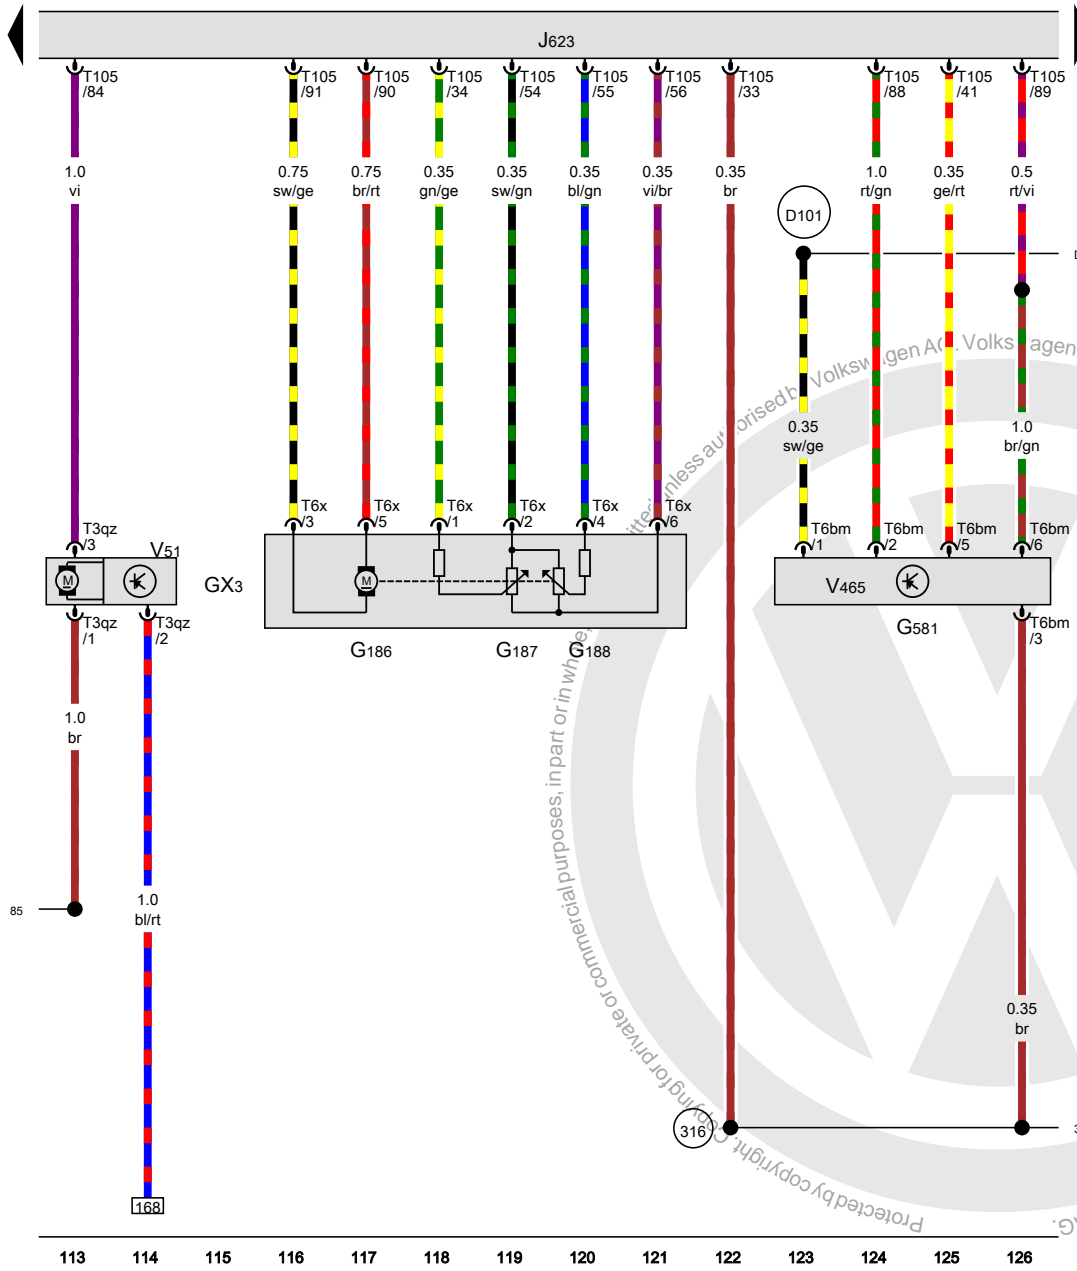 J623
T105 T105 T105 T105 T105 T105 T105 T105 T105 T105 T105
/84 /91 /90 /34 /54 /55 /56 /33 /88 /41 /89
1.0 0.75 0.75 0.35 0.35 0.35 0.35 0.35 1.0 0.35 0.5
vi sw/ge br/rt gn/ge sw/gn bl/gn vi/br br rt/gn ge/rt rt/vi
D101
0.35 1.0
sw/ge br/gn
T6x T6x T6x T6x T6x T6x
/3 /5 /1 /2 /4 /6
T3qz T6bm T6bm T6bm T6bm
/3 /1 /2 /5 /6
V51
M
GX3
M
V465
T3qz T3qz G581 T6bm
/1 /2 /3
G186 G187 G188
1.0
br
85
1.0
bl/rt
0.35
br
316
168
113 114 115 116 117 118 119 120 121 122 123 124 125 126
Protected by copyright. Copying for private or commercial purposes, in part or in whole, unless authorised by Volkswagen AG. Volkswagen